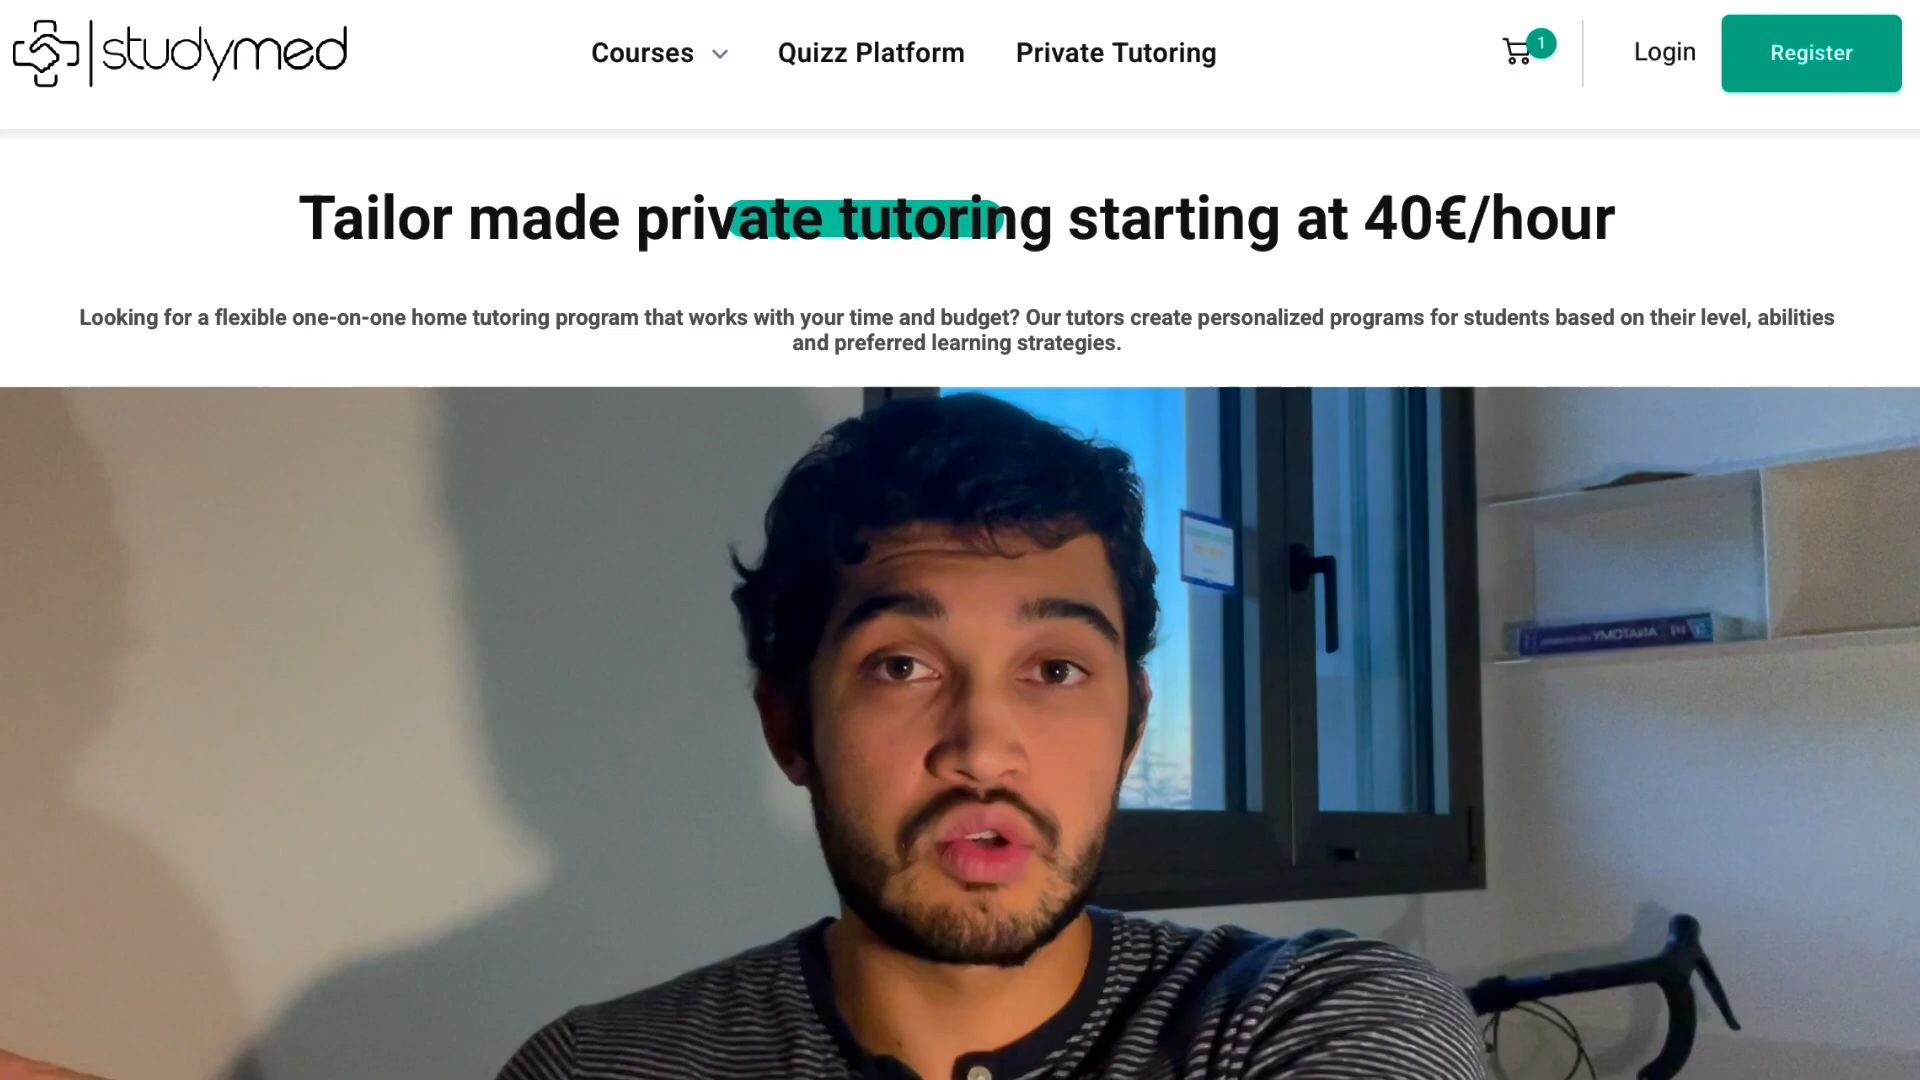 studymed
Courses
Quizz Platform
Private Tutoring
1
Login
Register
Tailor made private tutoring starting at 40€/hour
Looking for a flexible one-on-one home tutoring program that works with your time and budget? Our tutors create personalized programs for students based on their level, abilities
and preferred learning strategies.
ANATOMY